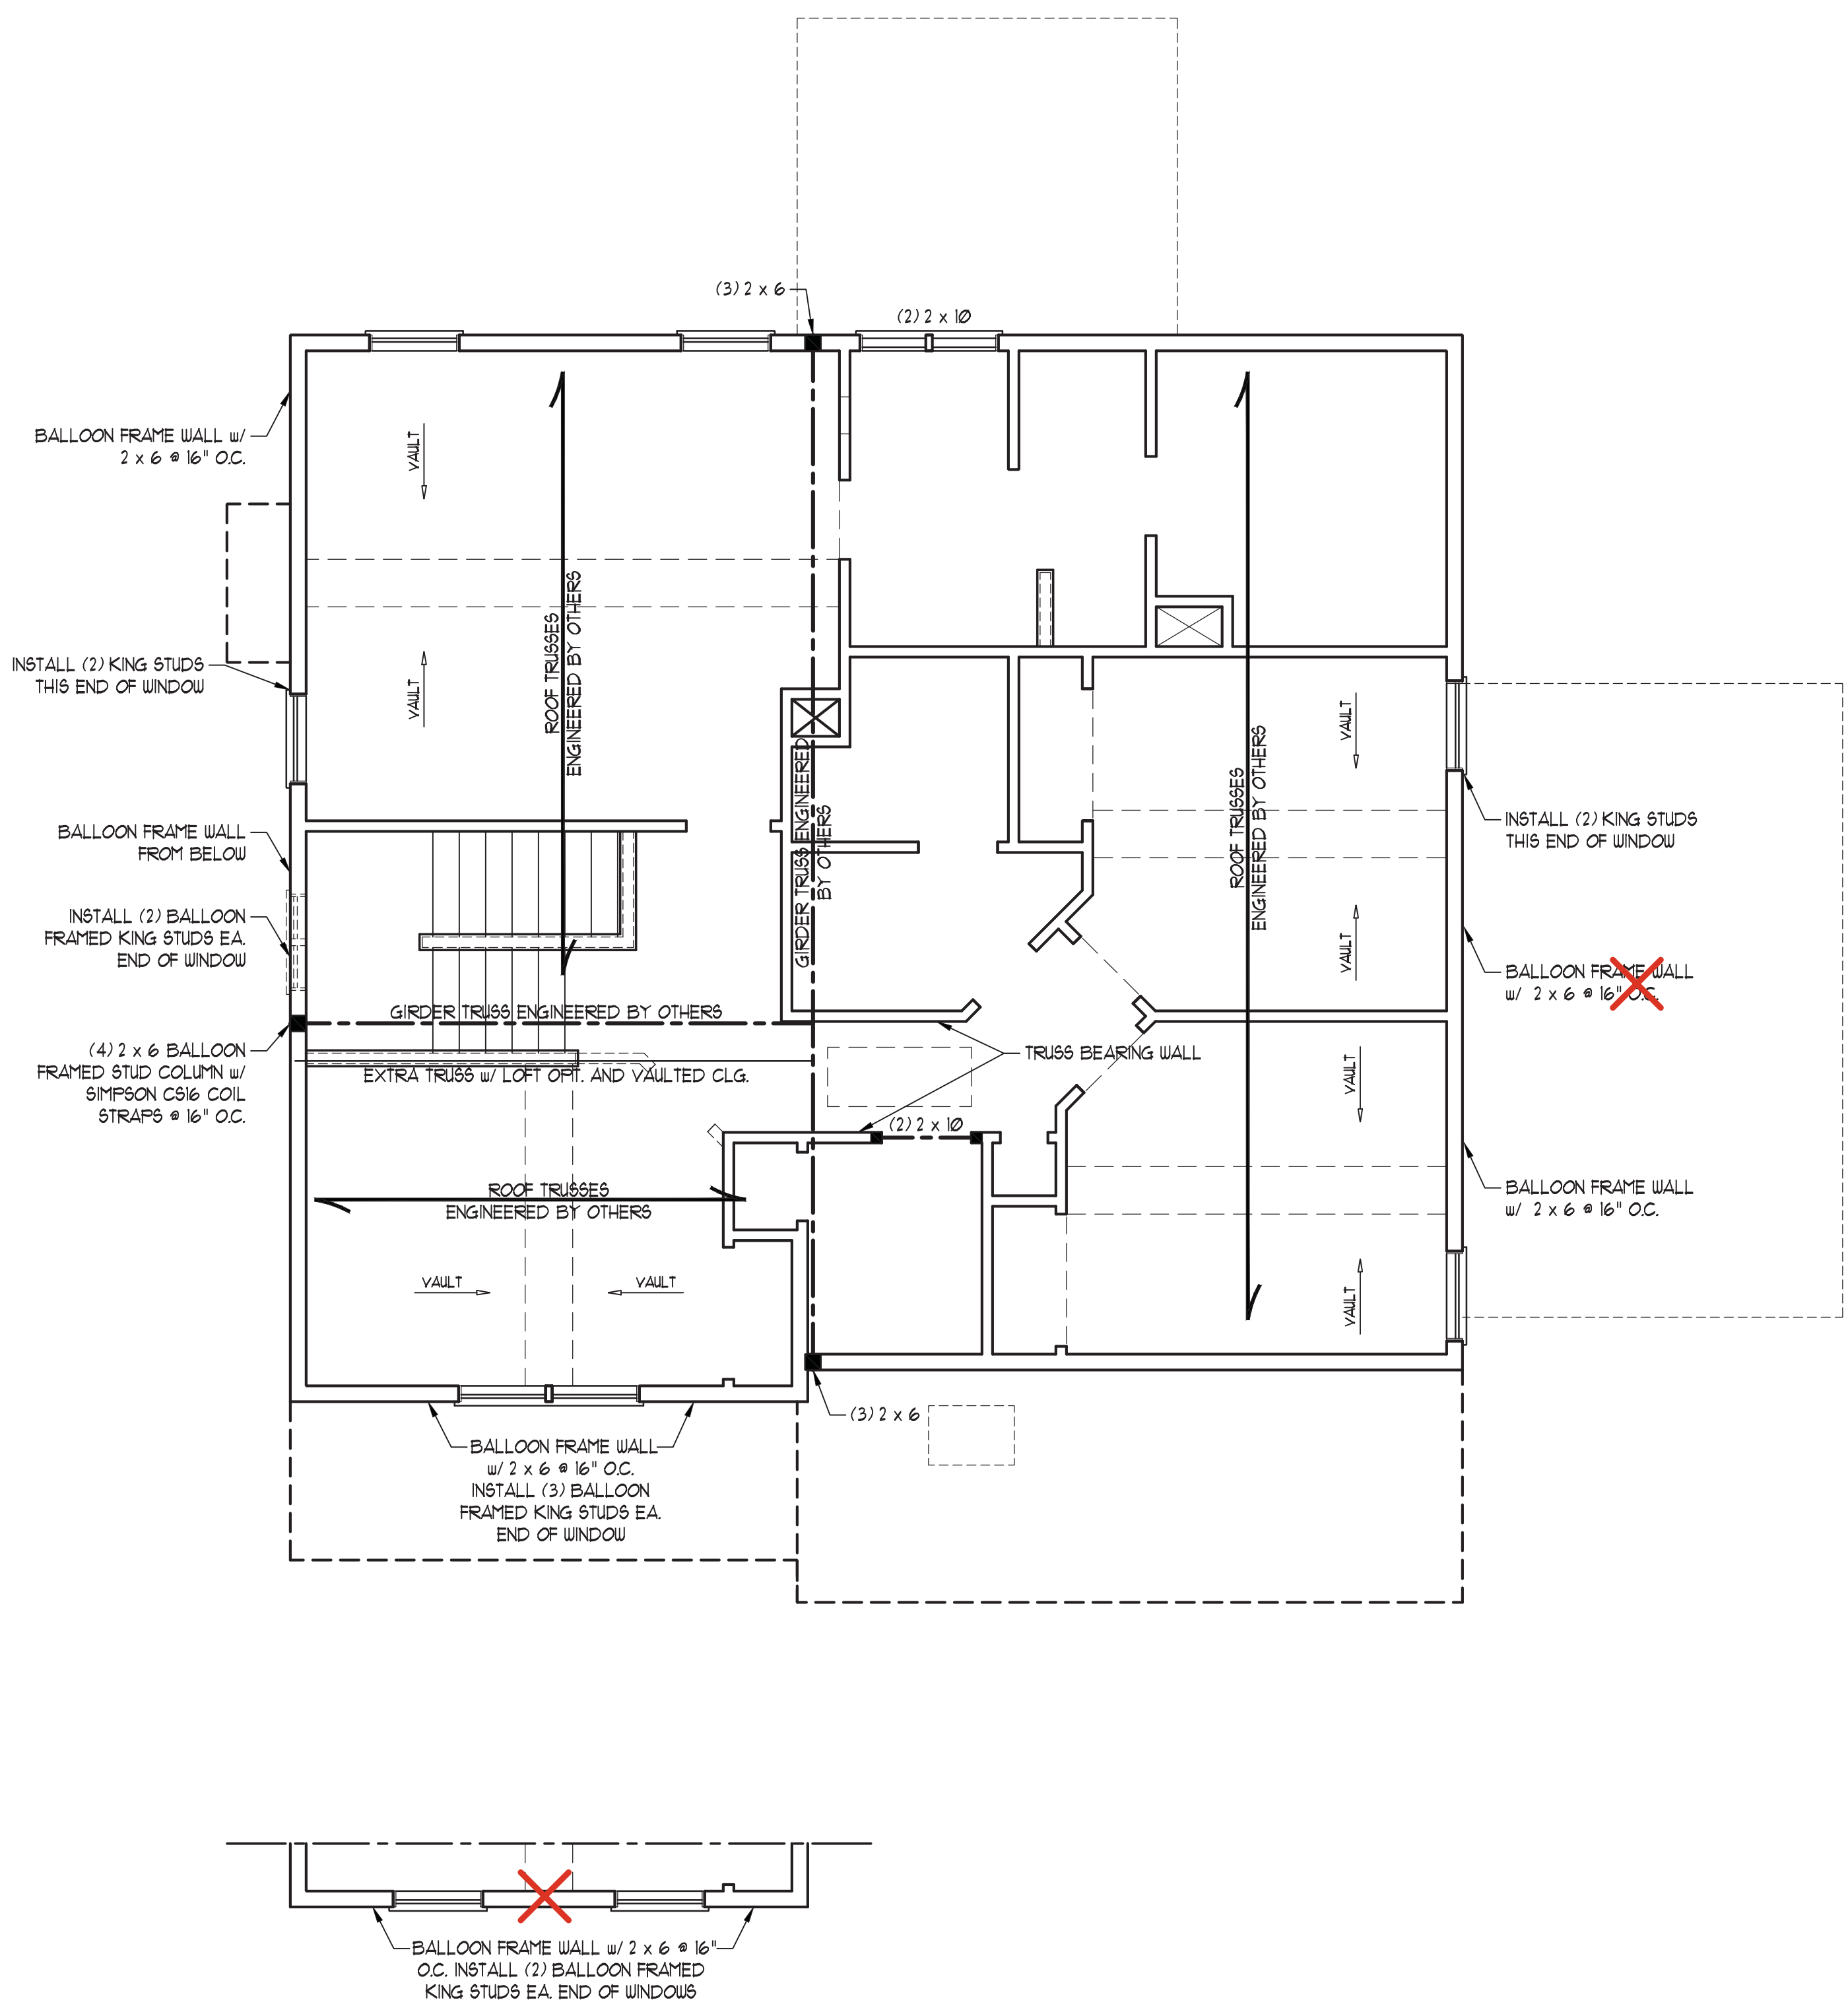 (3) 2 x 6
(2) 2 x 10
BALLOON FRAME WALL w/
2 x 6 @ 16" O.C.
VAULT
VAULT
ROOF TRUSSES
ENGINEERED BY OTHERS
INSTALL (2) KING STUDS
THIS END OF WINDOW
BALLOON FRAME WALL
FROM BELOW
INSTALL (2) BALLOON
FRAMED KING STUDS EA.
END OF WINDOW
(4) 2 x 6 BALLOON
FRAMED STUD COLUMN w/
SIMPSON CS16 COIL
STRAPS @ 16" O.C.
GIRDER TRUSS ENGINEERED
BY OTHERS
GIRDER TRUSS ENGINEERED BY OTHERS
EXTRA TRUSS w/ LOFT OPT. AND VAULTED CLG.
ROOF TRUSSES
ENGINEERED BY OTHERS
VAULT
VAULT
INSTALL (2) KING STUDS
THIS END OF WINDOW
BALLOON FRAME WALL
w/ 2 x 6 @ 16" O.C.
TRUSS BEARING WALL
VAULT
(2) 2 x 10
BALLOON FRAME WALL
w/ 2 x 6 @ 16" O.C.
ROOF TRUSSES
ENGINEERED BY OTHERS
VAULT
VAULT
VAULT
(3) 2 x 6
BALLOON FRAME WALL
w/ 2 x 6 @ 16" O.C.
INSTALL (3) BALLOON
FRAMED KING STUDS EA.
END OF WINDOW
BALLOON FRAME WALL w/ 2 x 6 @ 16"
O.C. INSTALL (2) BALLOON FRAMED
KING STUDS EA. END OF WINDOWS